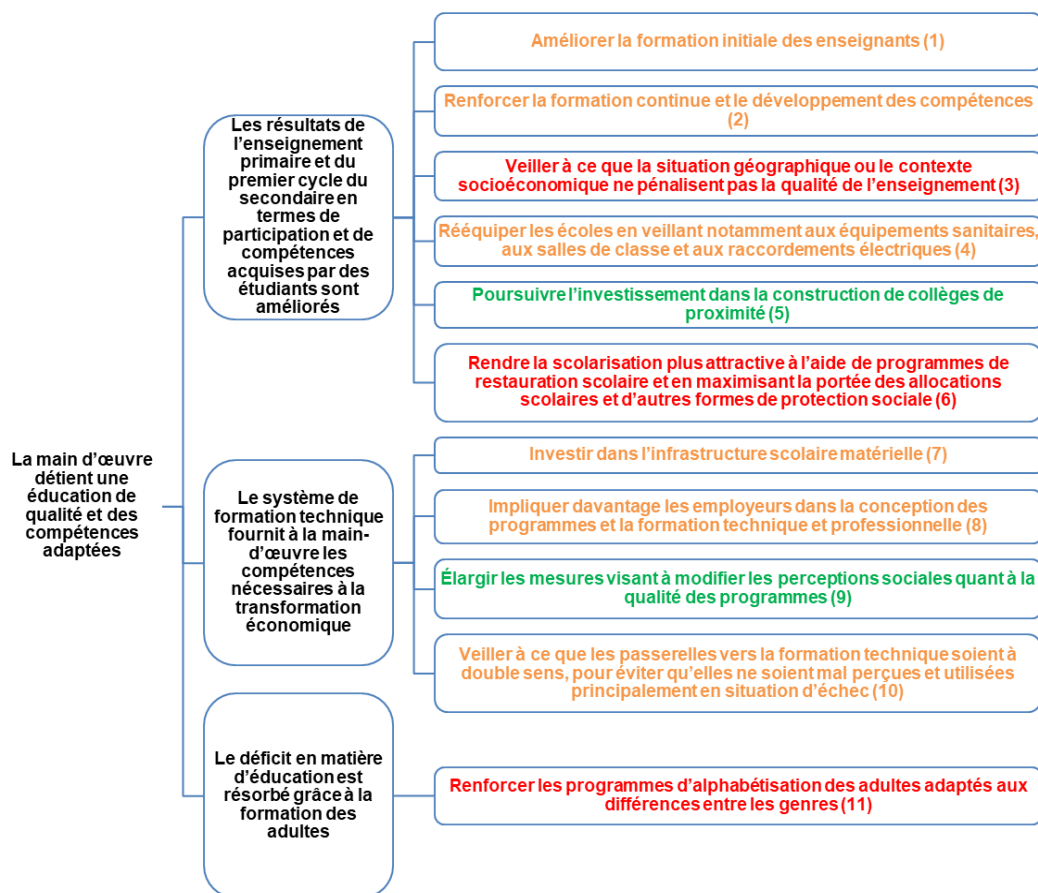 La main d’œuvre
détient une
éducation de
qualité et des
compétences
adaptées
Les résultats de
l’enseignement
primaire et du
premier cycle du
secondaire en
termes de
participation et de
compétences
acquises par des
étudiants sont
améliorés
Améliorer la formation initiale des enseignants (1)
Renforcer la formation continue et le développement des compétences
(2)
Veiller à ce que la situation géographique ou le contexte
socioéconomique ne pénalisent pas la qualité de l’enseignement (3)
Rééquiper les écoles en veillant notamment aux équipements sanitaires,
aux salles de classe et aux raccordements électriques (4)
Poursuivre l’investissement dans la construction de collèges de
proximité (5)
Rendre la scolarisation plus attractive à l’aide de programmes de
restauration scolaire et en maximisant la portée des allocations
scolaires et d’autres formes de protection sociale (6)
Le système de
formation technique
fournit à la main-
d’œuvre les
compétences
nécessaires à la
transformation
économique
Investir dans l’infrastructure scolaire matérielle (7)
Impliquer davantage les employeurs dans la conception des
programmes et la formation technique et professionnelle (8)
Élargir les mesures visant à modifier les perceptions sociales quant à la
qualité des programmes (9)
Veiller à ce que les passerelles vers la formation technique soient à
double sens, pour éviter qu’elles ne soient mal perçues et utilisées
principalement en situation d’échec (10)
Le déficit en matière
d’éducation est
résorbé grâce à la
formation des
adultes
Renforcer les programmes d’alphabétisation des adultes adaptés aux
différences entre les genres (11)